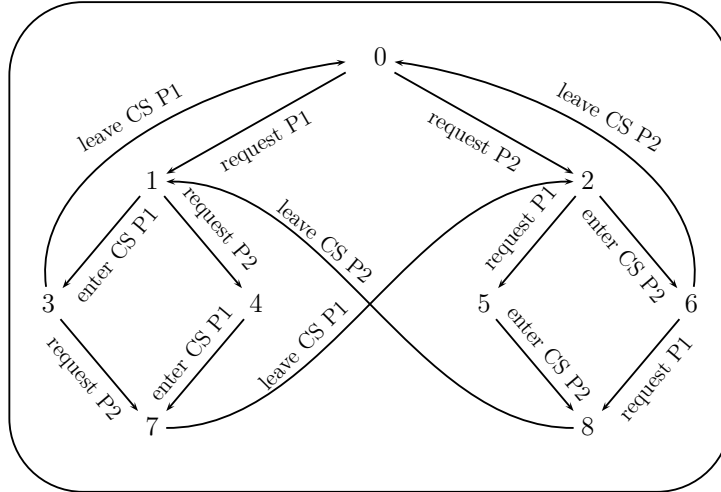 0
leave CS P1
leave CS P2
request P1
request P2
1
2
enter CS P1
request P2
leave CS P2
request P1
enter CS P2
3
4
5
6
request P2
enter CS P1
leave CS P1
enter CS P2
request P1
7
8